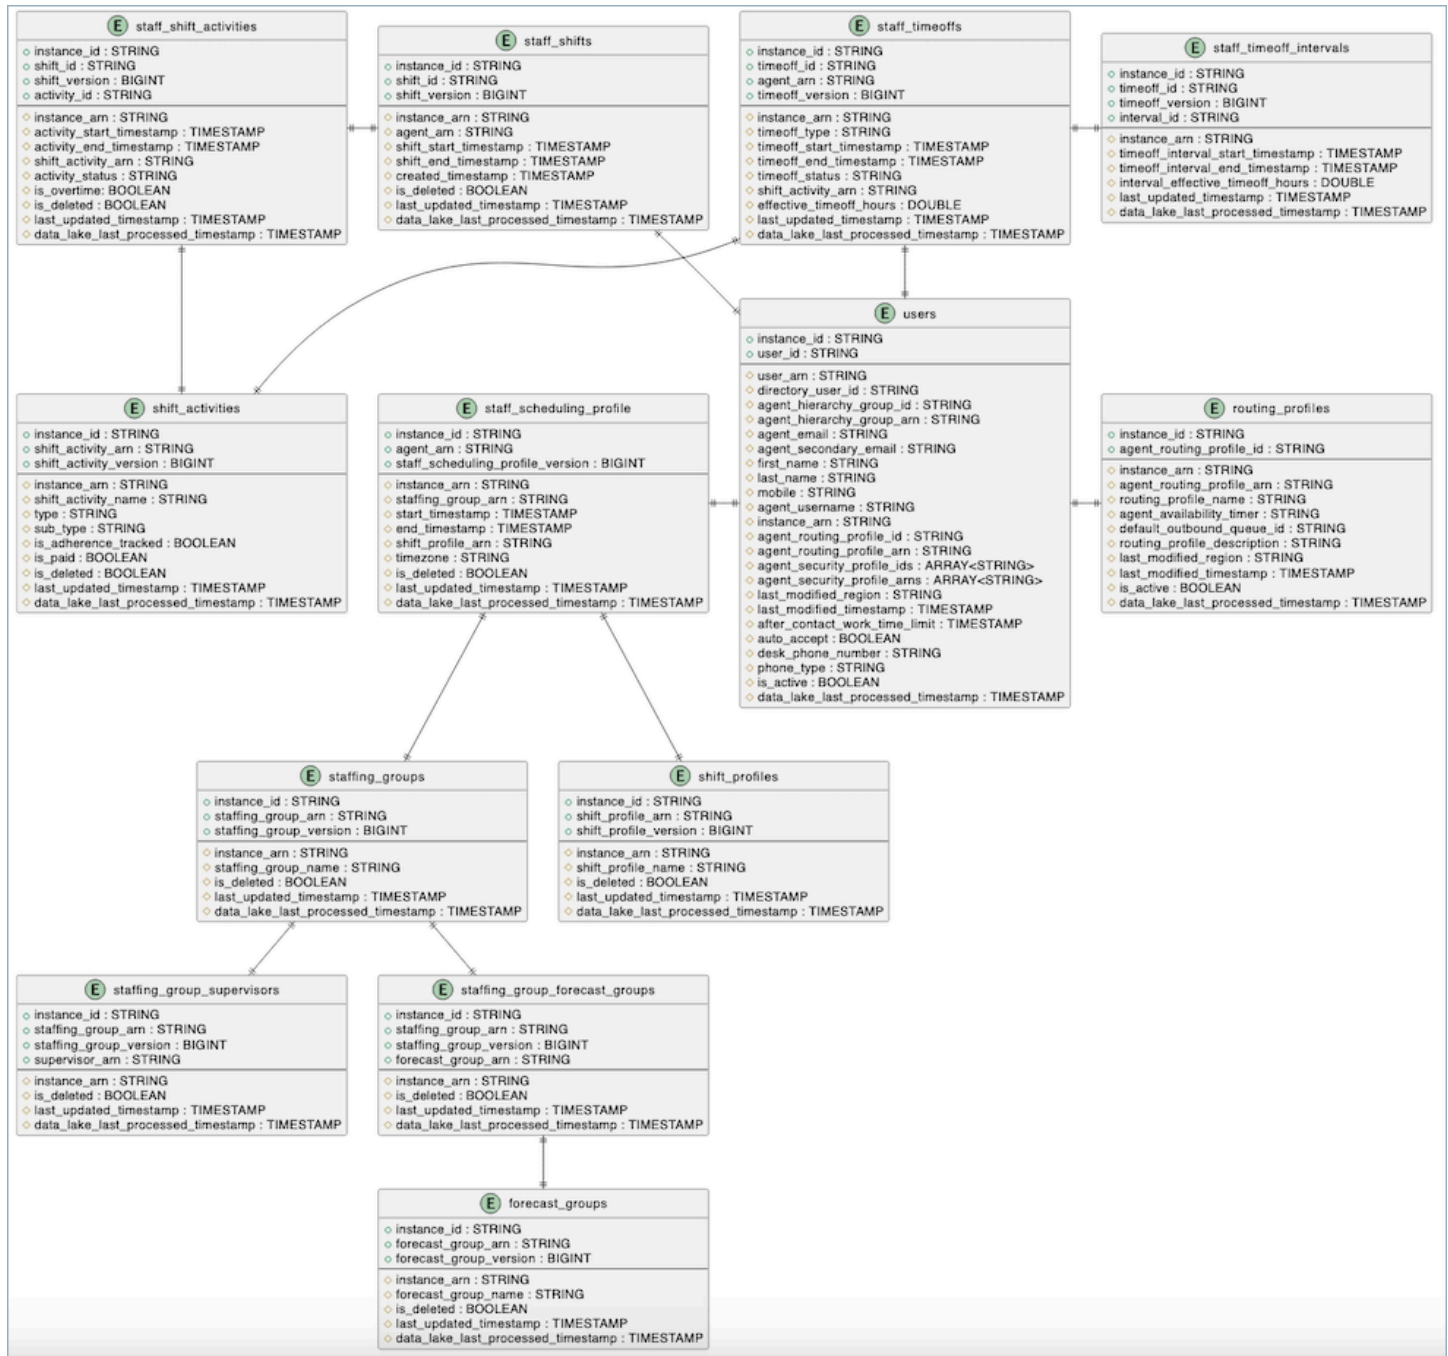 E staff_shift_activities
instance_id : STRING
shift_id : STRING
shift_version : BIGINT
activity_id : STRING
instance_arn : STRING
activity_start_timestamp : TIMESTAMP
activity_end_timestamp : TIMESTAMP
shift_activity_arn : STRING
activity_status : STRING
is_overtime: BOOLEAN
is_deleted : BOOLEAN
last_updated_timestamp : TIMESTAMP
data_lake_last_processed_timestamp : TIMESTAMP
E staff_shifts
instance_id : STRING
shift_id : STRING
shift_version : BIGINT
instance_arn : STRING
agent_arn : STRING
shift_start_timestamp : TIMESTAMP
shift_end_timestamp : TIMESTAMP
created_timestamp : TIMESTAMP
is_deleted : BOOLEAN
last_updated_timestamp : TIMESTAMP
data_lake_last_processed_timestamp : TIMESTAMP
E staff_timeoffs
instance_id : STRING
timeoff_id : STRING
agent_arn : STRING
timeoff_version : BIGINT
instance_arn : STRING
timeoff_type : STRING
timeoff_start_timestamp : TIMESTAMP
timeoff_end_timestamp : TIMESTAMP
timeoff_status : STRING
shift_activity_arn : STRING
effective_timeoff_hours : DOUBLE
last_updated_timestamp : TIMESTAMP
data_lake_last_processed_timestamp : TIMESTAMP
E staff_timeoff_intervals
instance_id : STRING
timeoff_id : STRING
timeoff_version : BIGINT
interval_id : STRING
instance_arn : STRING
timeoff_interval_start_timestamp : TIMESTAMP
timeoff_interval_end_timestamp : TIMESTAMP
interval_effective_timeoff_hours : DOUBLE
last_updated_timestamp : TIMESTAMP
data_lake_last_processed_timestamp : TIMESTAMP
E shift_activities
instance_id : STRING
shift_activity_arn : STRING
shift_activity_version : BIGINT
instance_arn : STRING
shift_activity_name : STRING
type : STRING
sub_type : STRING
is_adherence_tracked : BOOLEAN
is_paid : BOOLEAN
is_deleted : BOOLEAN
last_updated_timestamp : TIMESTAMP
data_lake_last_processed_timestamp : TIMESTAMP
E staff_scheduling_profile
instance_id : STRING
agent_arn : STRING
staff_scheduling_profile_version : BIGINT
instance_arn : STRING
staffing_group_arn : STRING
start_timestamp : TIMESTAMP
end_timestamp : TIMESTAMP
shift_profile_arn : STRING
timezone : STRING
is_deleted : BOOLEAN
last_updated_timestamp : TIMESTAMP
data_lake_last_processed_timestamp : TIMESTAMP
E users
instance_id : STRING
user_id : STRING
user_arn : STRING
directory_user_id : STRING
agent_hierarchy_group_id : STRING
agent_hierarchy_group_arn : STRING
agent_email : STRING
agent_secondary_email : STRING
first_name : STRING
last_name : STRING
mobile : STRING
agent_username : STRING
instance_arn : STRING
agent_routing_profile_id : STRING
agent_routing_profile_arn : STRING
agent_security_profile_ids : ARRAY<STRING>
agent_security_profile_arns : ARRAY<STRING>
last_modified_region : STRING
last_modified_timestamp : TIMESTAMP
after_contact_work_time_limit : TIMESTAMP
auto_accept : BOOLEAN
desk_phone_number : STRING
phone_type : STRING
is_active : BOOLEAN
data_lake_last_processed_timestamp : TIMESTAMP
E routing_profiles
instance_id : STRING
agent_routing_profile_id : STRING
instance_arn : STRING
agent_routing_profile_arn : STRING
routing_profile_name : STRING
agent_availability_timer : STRING
default_outbound_queue_id : STRING
routing_profile_description : STRING
last_modified_region : STRING
last_modified_timestamp : TIMESTAMP
is_active : BOOLEAN
data_lake_last_processed_timestamp : TIMESTAMP
E staffing_groups
instance_id : STRING
staffing_group_arn : STRING
staffing_group_version : BIGINT
instance_arn : STRING
staffing_group_name : STRING
is_deleted : BOOLEAN
last_updated_timestamp : TIMESTAMP
data_lake_last_processed_timestamp : TIMESTAMP
E shift_profiles
instance_id : STRING
shift_profile_arn : STRING
shift_profile_version : BIGINT
instance_arn : STRING
shift_profile_name : STRING
is_deleted : BOOLEAN
last_updated_timestamp : TIMESTAMP
data_lake_last_processed_timestamp : TIMESTAMP
E staffing_group_supervisors
instance_id : STRING
staffing_group_arn : STRING
staffing_group_version : BIGINT
supervisor_arn : STRING
instance_arn : STRING
is_deleted : BOOLEAN
last_updated_timestamp : TIMESTAMP
data_lake_last_processed_timestamp : TIMESTAMP
E staffing_group_forecast_groups
instance_id : STRING
staffing_group_arn : STRING
staffing_group_version : BIGINT
forecast_group_arn : STRING
instance_arn : STRING
is_deleted : BOOLEAN
last_updated_timestamp : TIMESTAMP
data_lake_last_processed_timestamp : TIMESTAMP
E forecast_groups
instance_id : STRING
forecast_group_arn : STRING
forecast_group_version : BIGINT
instance_arn : STRING
forecast_group_name : STRING
is_deleted : BOOLEAN
last_updated_timestamp : TIMESTAMP
data_lake_last_processed_timestamp : TIMESTAMP